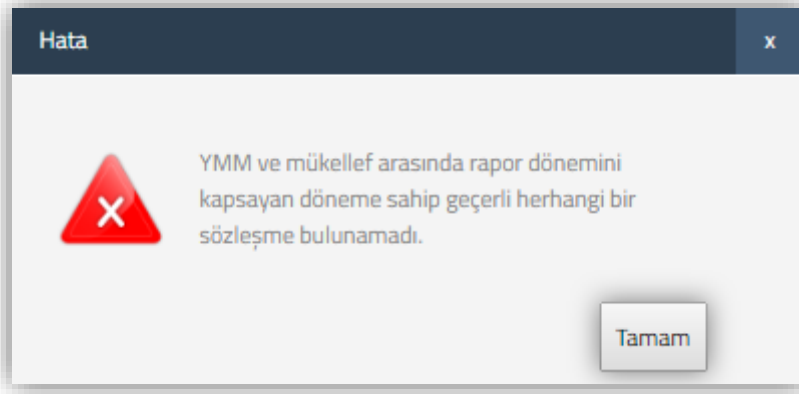 Hata
x
YMM ve mükellef arasında rapor dönemini
kapsayan döneme sahip geçerli herhangi bir
sözleşme bulunamadı.
Tamam